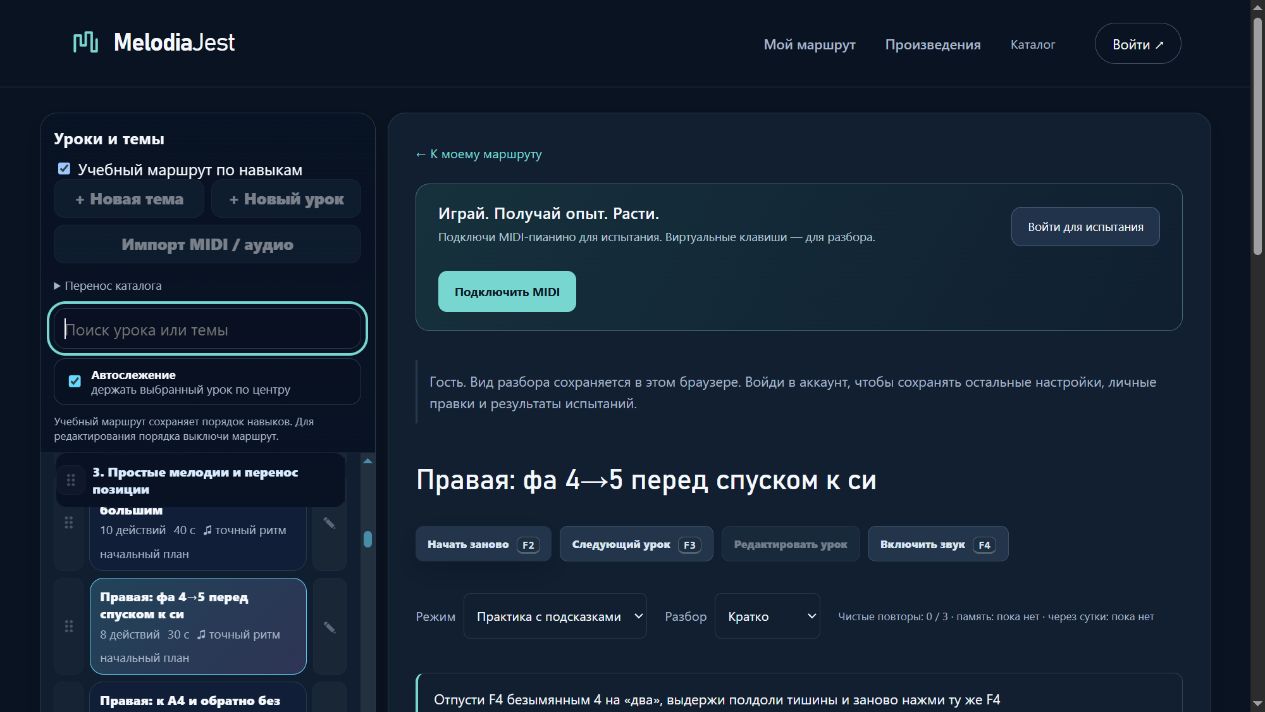 MelodiaJest
Мой маршрут
Произведения
Каталог
Войти ↗
Уроки и темы
Учебный маршрут по навыкам
+ Новая тема
+ Новый урок
Импорт MIDI / аудио
▶ Перенос каталога
Поиск урока или темы
Автослежение
держать выбранный урок по центру
Учебный маршрут сохраняет порядок навыков. Для
редактирования порядка выключи маршрут.
3. Простые мелодии и перенос
позиции
большим
10 действий 40 с ♫ точный ритм
начальный план
Правая: фа 4→5 перед
спуском к си
8 действий 30 с ♫ точный ритм
начальный план
Правая: к A4 и обратно без
← К моему маршруту
Играй. Получай опыт. Расти.
Подключи MIDI-пианино для испытания. Виртуальные клавиши — для разбора.
Войти для испытания
Подключить MIDI
Гость. Вид разбора сохраняется в этом браузере. Войди в аккаунт, чтобы сохранять остальные настройки, личные
правки и результаты испытаний.
Правая: фа 4→5 перед спуском к си
Начать заново F2
Следующий урок F3
Редактировать урок
Включить звук F4
Режим Практика с подсказками
Разбор Кратко
Чистые повторы: 0 / 3 · память: пока нет · через сутки: пока нет
Отпусти F4 безымянным 4 на «два», выдержи полдоли тишины и заново нажми ту же F4